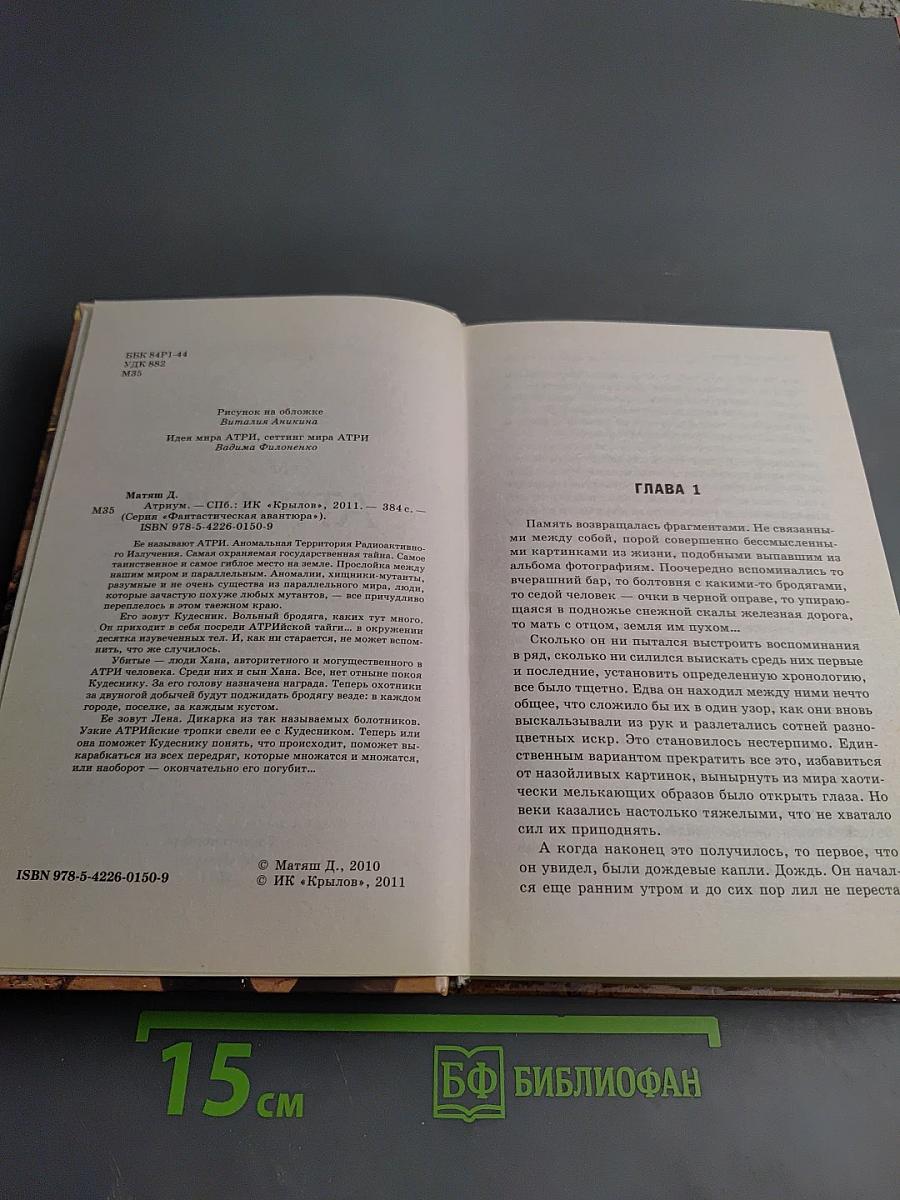 ББК 84Р1-44
УДК 882
М35
Рисунок на обложке
Виталия Аникина
Идея мира АТРИ, сеттинг мира АТРИ
Вадима Филоненко
Матяш Д.
М35 Атриум. — СПб.: ИК «Крылов», 2011. — 384 с. —
(Серия «Фантастическая авантюра»).
ISBN 978-5-4226-0150-9
Ее называют АТРИ. Аномальная Территория Радиоактивно-
го Излучения. Самая охраняемая государственная тайна. Самое
таинственное и самое гиблое место на земле. Прослойка между
нашим миром и параллельным. Аномалии, хищники-мутанты,
разумные и не очень существа из параллельного мира, люди,
которые зачастую похуже любых мутантов, — все причудливо
переплелось в этом таежном краю.
Его зовут Кудесник. Вольный бродяга, каких тут много.
Он приходит в себя посреди АТРИйской тайги... в окружении
десятка изувеченных тел. И, как ни старается, не может вспом-
нить, что же случилось.
Убитые — люди Хана, авторитетного и могущественного в
АТРИ человека. Среди них и сын Хана. Все, нет отныне покоя
Кудеснику. За его голову назначена награда. Теперь охотники
за двуногой добычей будут поджидать бродягу везде: в каждом
городе, поселке, за каждым кустом.
Ее зовут Лена. Дикарка из так называемых болотников.
Узкие АТРИйские тропки свели ее с Кудесником. Теперь или
она поможет Кудеснику понять, что происходит, поможет вы-
карабкаться из всех передряг, которые множатся и множатся,
или наоборот — окончательно его погубит...
ISBN 978-5-4226-0150-9
© Матяш Д., 2010
© ИК «Крылов», 2011
ГЛАВА 1
Память возвращалась фрагментами. Не связанны-
ми между собой, порой совершенно бессмысленны-
ми картинками из жизни, подобными выпавшим из
альбома фотографиям. Поочередно вспоминались то
вчерашний бар, то болтовня с какими-то бродягами,
то седой человек — очки в черной оправе, то упираю-
щаяся в подножье снежной скалы железная дорога,
то мать с отцом, земля им пухом...
Сколько он ни пытался выстроить воспоминания
в ряд, сколько ни силился выискать средь них первые
и последние, установить определенную хронологию,
все было тщетно. Едва он находил между ними нечто
общее, что сложило бы их в один узор, как они вновь
выскальзывали из рук и разлетались сотней разно-
цветных искр. Это становилось нестерпимо. Един-
ственным вариантом прекратить все это, избавиться
от назойливых картинок, вынырнуть из мира хаоти-
чески мелькающих образов было открыть глаза. Но
веки казались настолько тяжелыми, что не хватало
сил их приподнять.
А когда наконец это получилось, то первое, что
он увидел, были дождевые капли. Дождь. Он начал-
ся еще ранним утром и до сих пор лил не переста
15 см
БФ БИБЛИОФАН